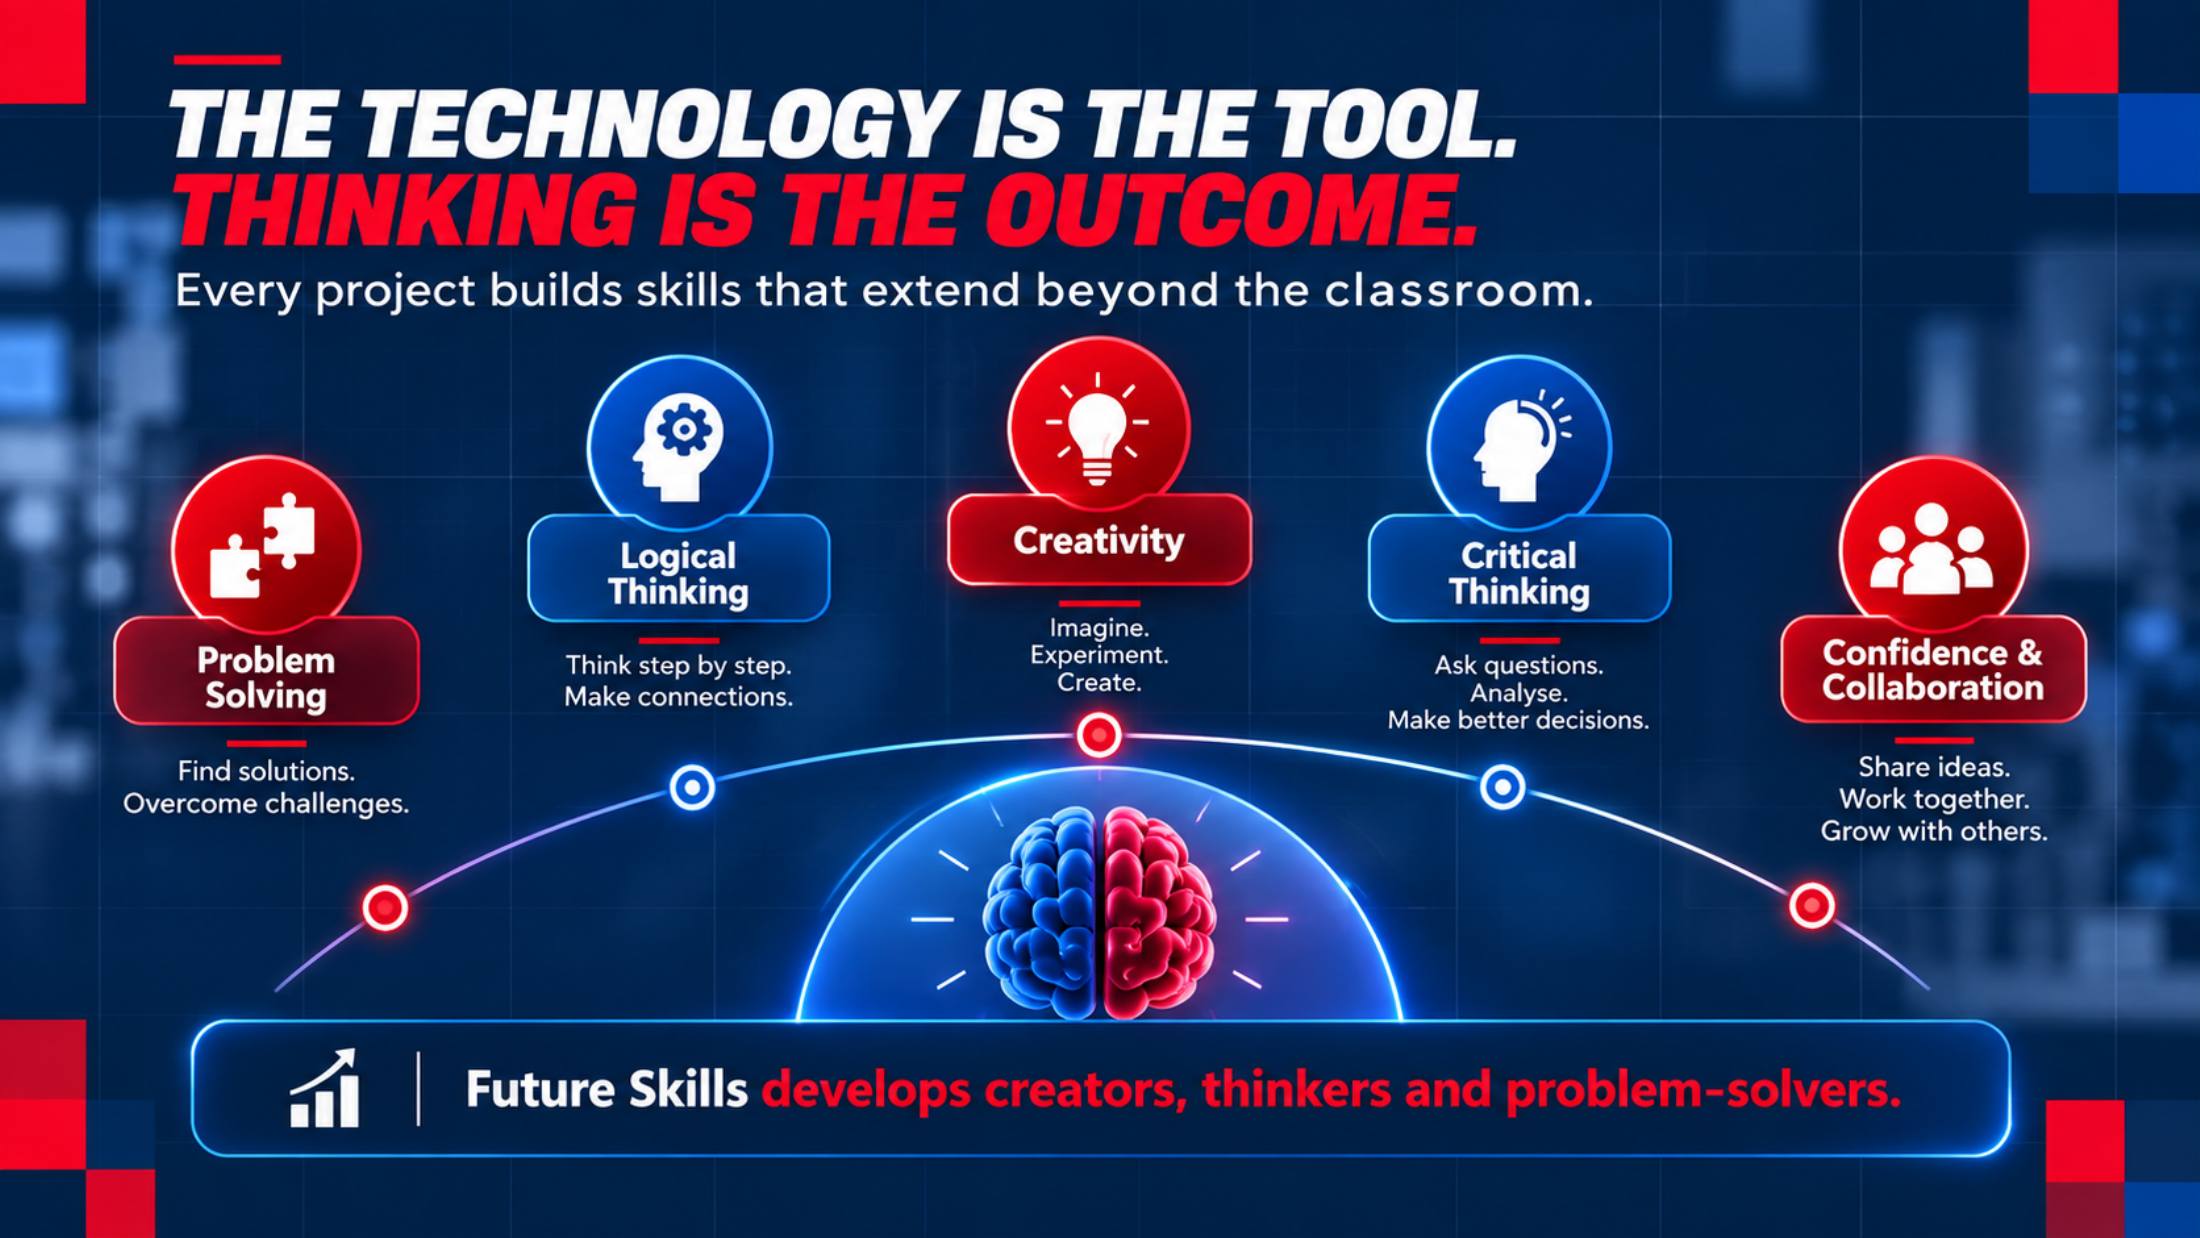 THE TECHNOLOGY IS THE TOOL.
THINKING IS THE OUTCOME.
Every project builds skills that extend beyond the classroom.
Problem
Solving
Find solutions.
Overcome challenges.
Logical
Thinking
Think step by step.
Make connections.
Creativity
Imagine.
Experiment.
Create.
Critical
Thinking
Ask questions.
Analyse.
Make better decisions.
Confidence &
Collaboration
Share ideas.
Work together.
Grow with others.
Future Skills develops creators, thinkers and problem-solvers.